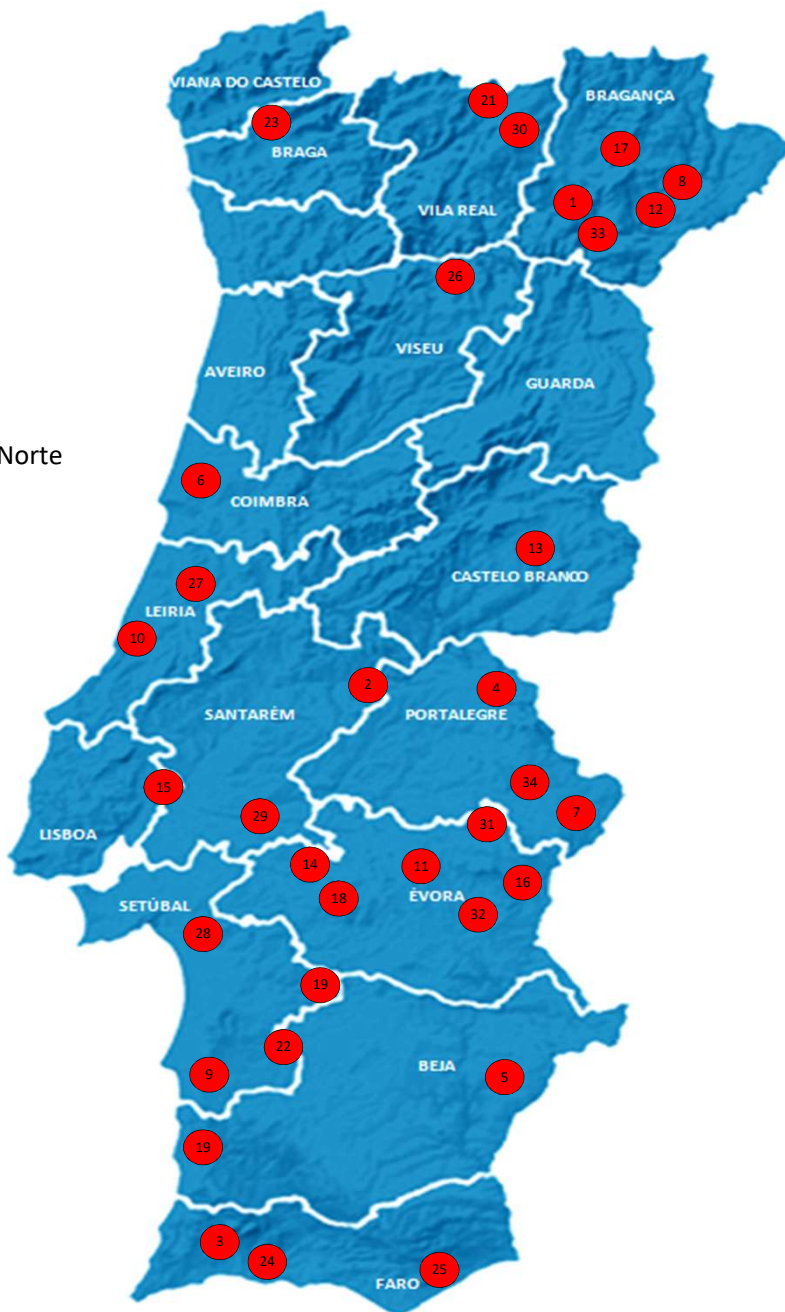 VIANA DO CASTELO
BRAGANÇA
21
23
30
17
BRAGA
8
1
VILA REAL
12
33
26
VISEU
AVEIRO
GUARDA
Norte
6
COIMBRA
13
CASTELO BRANCO
27
LEIRIA
10
2
4
SANTARÉM
PORTALEGRE
34
15
7
29
31
LISBOA
14
11
16
18
ÉVORA
SETÚBAL
32
28
19
22
BEJA
9
5
19
3
24
25
FARO